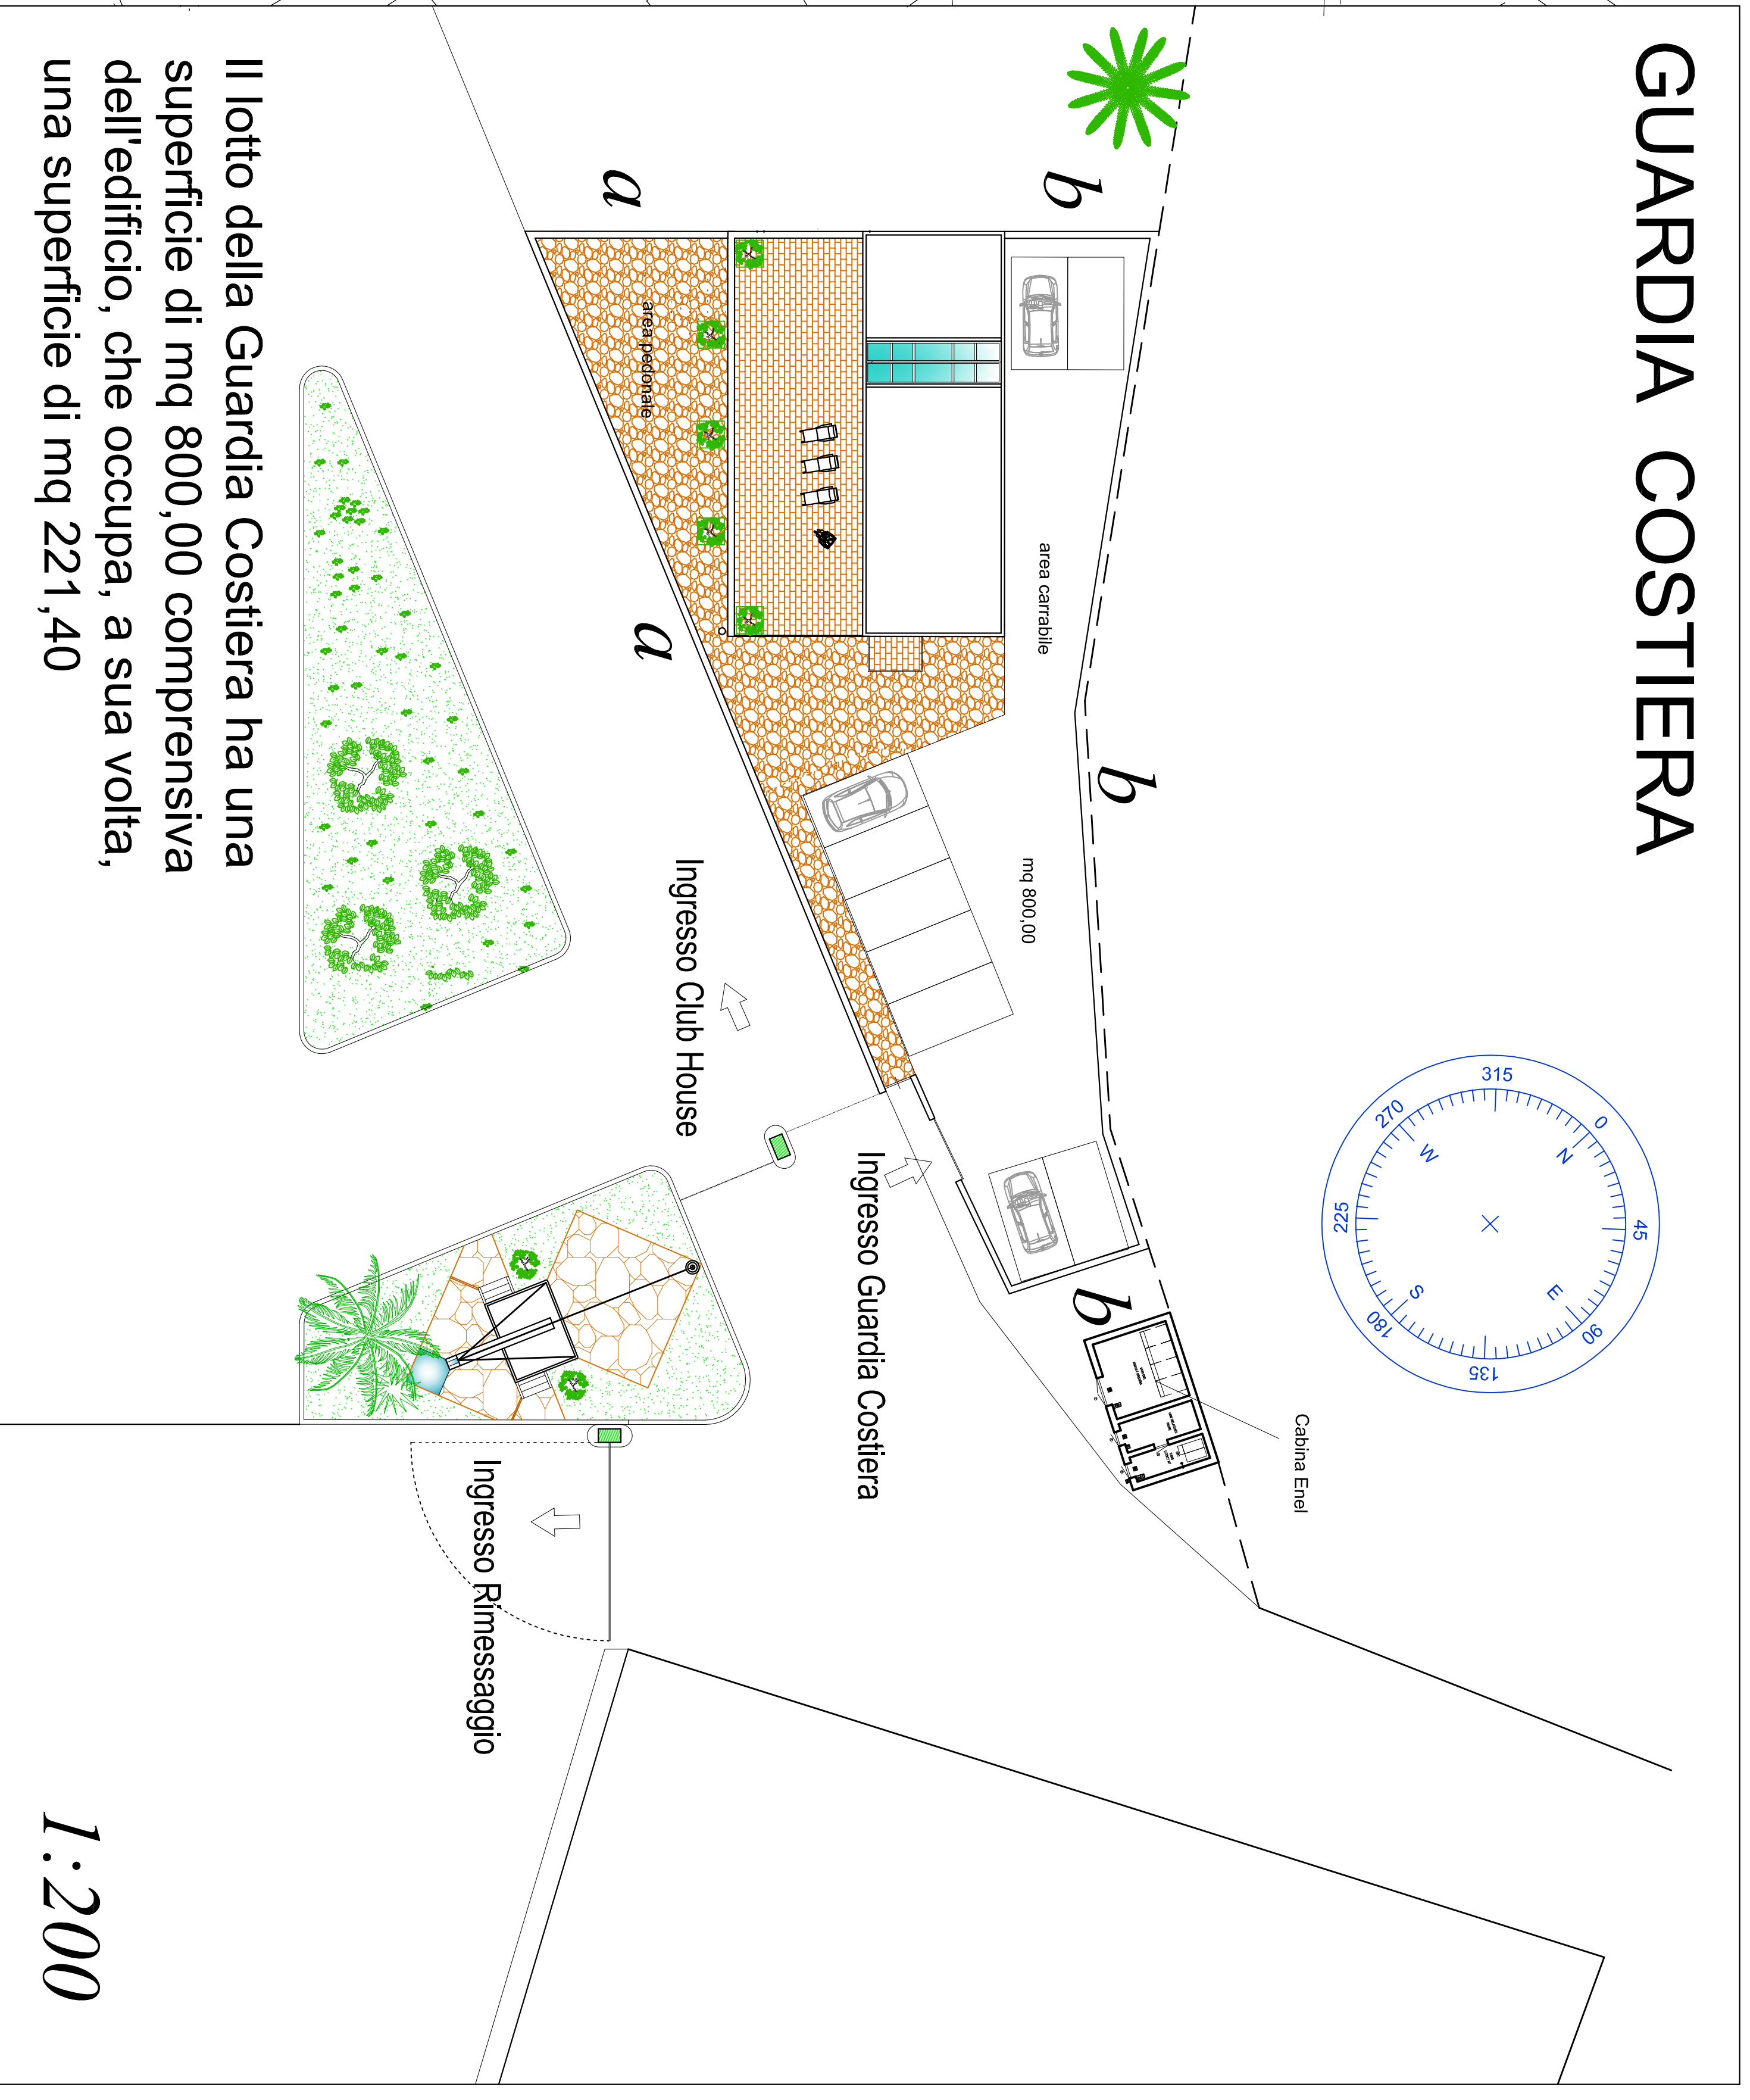 GUARDIA COSTIERA
b
b
b
a
a
area carrabile
area pedonale
mq 800,00
Cabina Enel
Ingresso Club House
Ingresso Guardia Costiera
Ingresso Rimessaggio
315
0
45
90
135
180
225
270
N
E
S
W
Il lotto della Guardia Costiera ha una
superficie di mq 800,00 comprensiva
dell'edificio, che occupa, a sua volta,
una superficie di mq 221,40
1:200